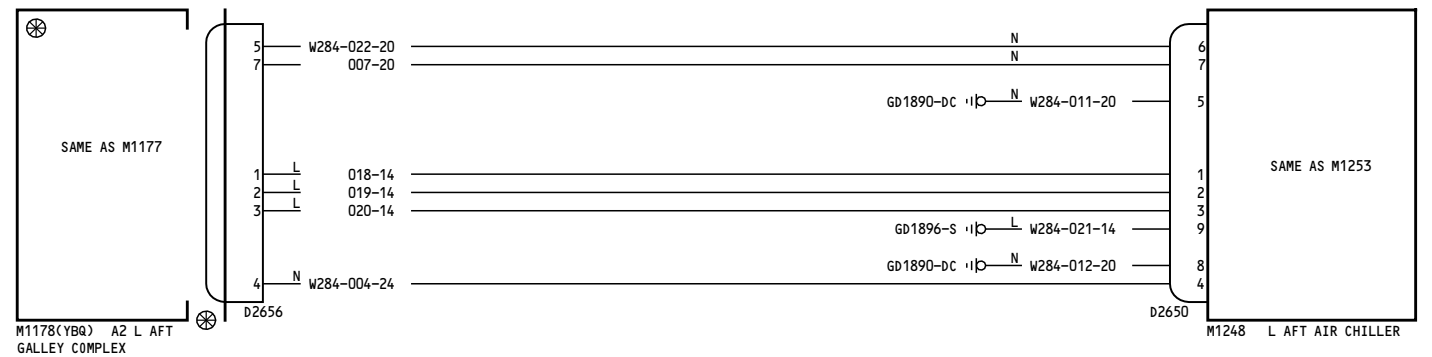 5 W284-022-20 N 6
7 007-20 N 7
GD1890-DC N W284-011-20 5
SAME AS M1177
SAME AS M1253
1 L 018-14 1
2 L 019-14 2
3 L 020-14 3
GD1896-S L W284-021-14 9
GD1890-DC N W284-012-20 8
4 N W284-004-24 4
D2656
D2650
M1178(YBQ) A2 L AFT
GALLEY COMPLEX
M1248 L AFT AIR CHILLER